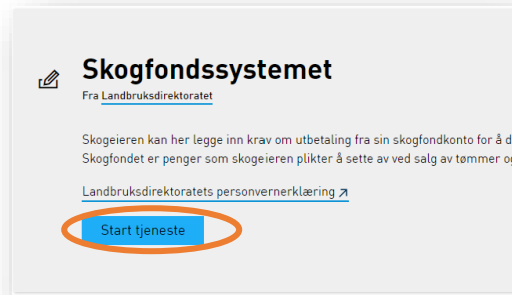 Skogfondssystemet
Fra Landbruksdirektoratet
Skogeieren kan her legge inn krav om utbetaling fra sin skogfondkonto for å d
Skogfondet er penger som skogeieren plikter å sette av ved salg av tømmer og
Landbruksdirektoratets personvernerklæring
Start tjeneste